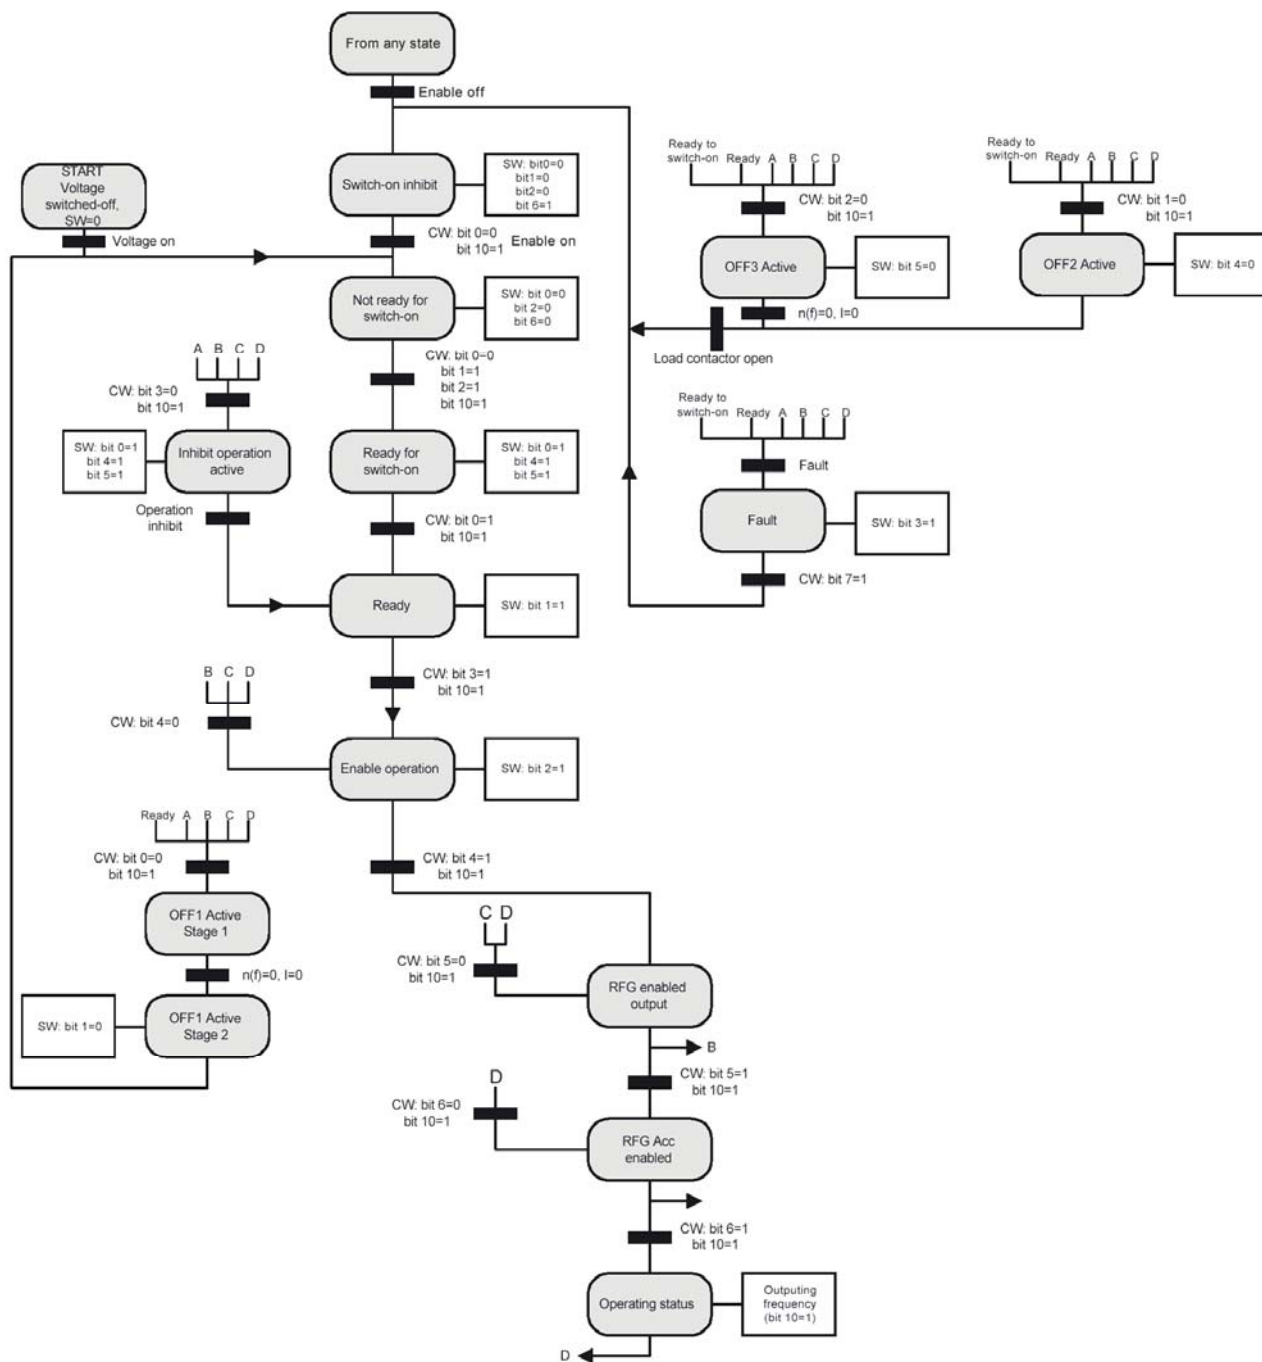 From any state
Enable off
Switch-on inhibit
SW: bit0=0
bit1=0
bit2=0
bit 6=1
START
Voltage
switched-off,
SW=0
Voltage on
CW: bit 0=0
bit 10=1
Enable on
Not ready for
switch-on
SW: bit 0=0
bit 2=0
bit 6=0
Ready to
switch-on
Ready A B C D
CW: bit 2=0
bit 10=1
OFF3 Active
SW: bit 5=0
n(f)=0, I=0
Ready to
switch-on
Ready A B C D
CW: bit 1=0
bit 10=1
OFF2 Active
SW: bit 4=0
Load contactor open
A B C D
CW: bit 3=0
bit 10=1
CW: bit 0=0
bit 1=1
bit 2=1
bit 10=1
SW: bit 0=1
bit 4=1
bit 5=1
Inhibit operation
active
Ready for
switch-on
SW: bit 0=1
bit 4=1
bit 5=1
Ready to
switch-on
Ready A B C D
Fault
Fault
SW: bit 3=1
CW: bit 7=1
Operation
inhibit
CW: bit 0=1
bit 10=1
Ready
SW: bit 1=1
CW: bit 3=1
bit 10=1
B C D
CW: bit 4=0
Enable operation
SW: bit 2=1
Ready A B C D
CW: bit 0=0
bit 10=1
CW: bit 4=1
bit 10=1
OFF1 Active
Stage 1
n(f)=0, I=0
SW: bit 1=0
OFF1 Active
Stage 2
C D
CW: bit 5=0
bit 10=1
RFG enabled
output
B
CW: bit 5=1
bit 10=1
D
CW: bit 6=0
bit 10=1
RFG Acc
enabled
CW: bit 6=1
bit 10=1
Operating status
Outputing
frequency
(bit 10=1)
D